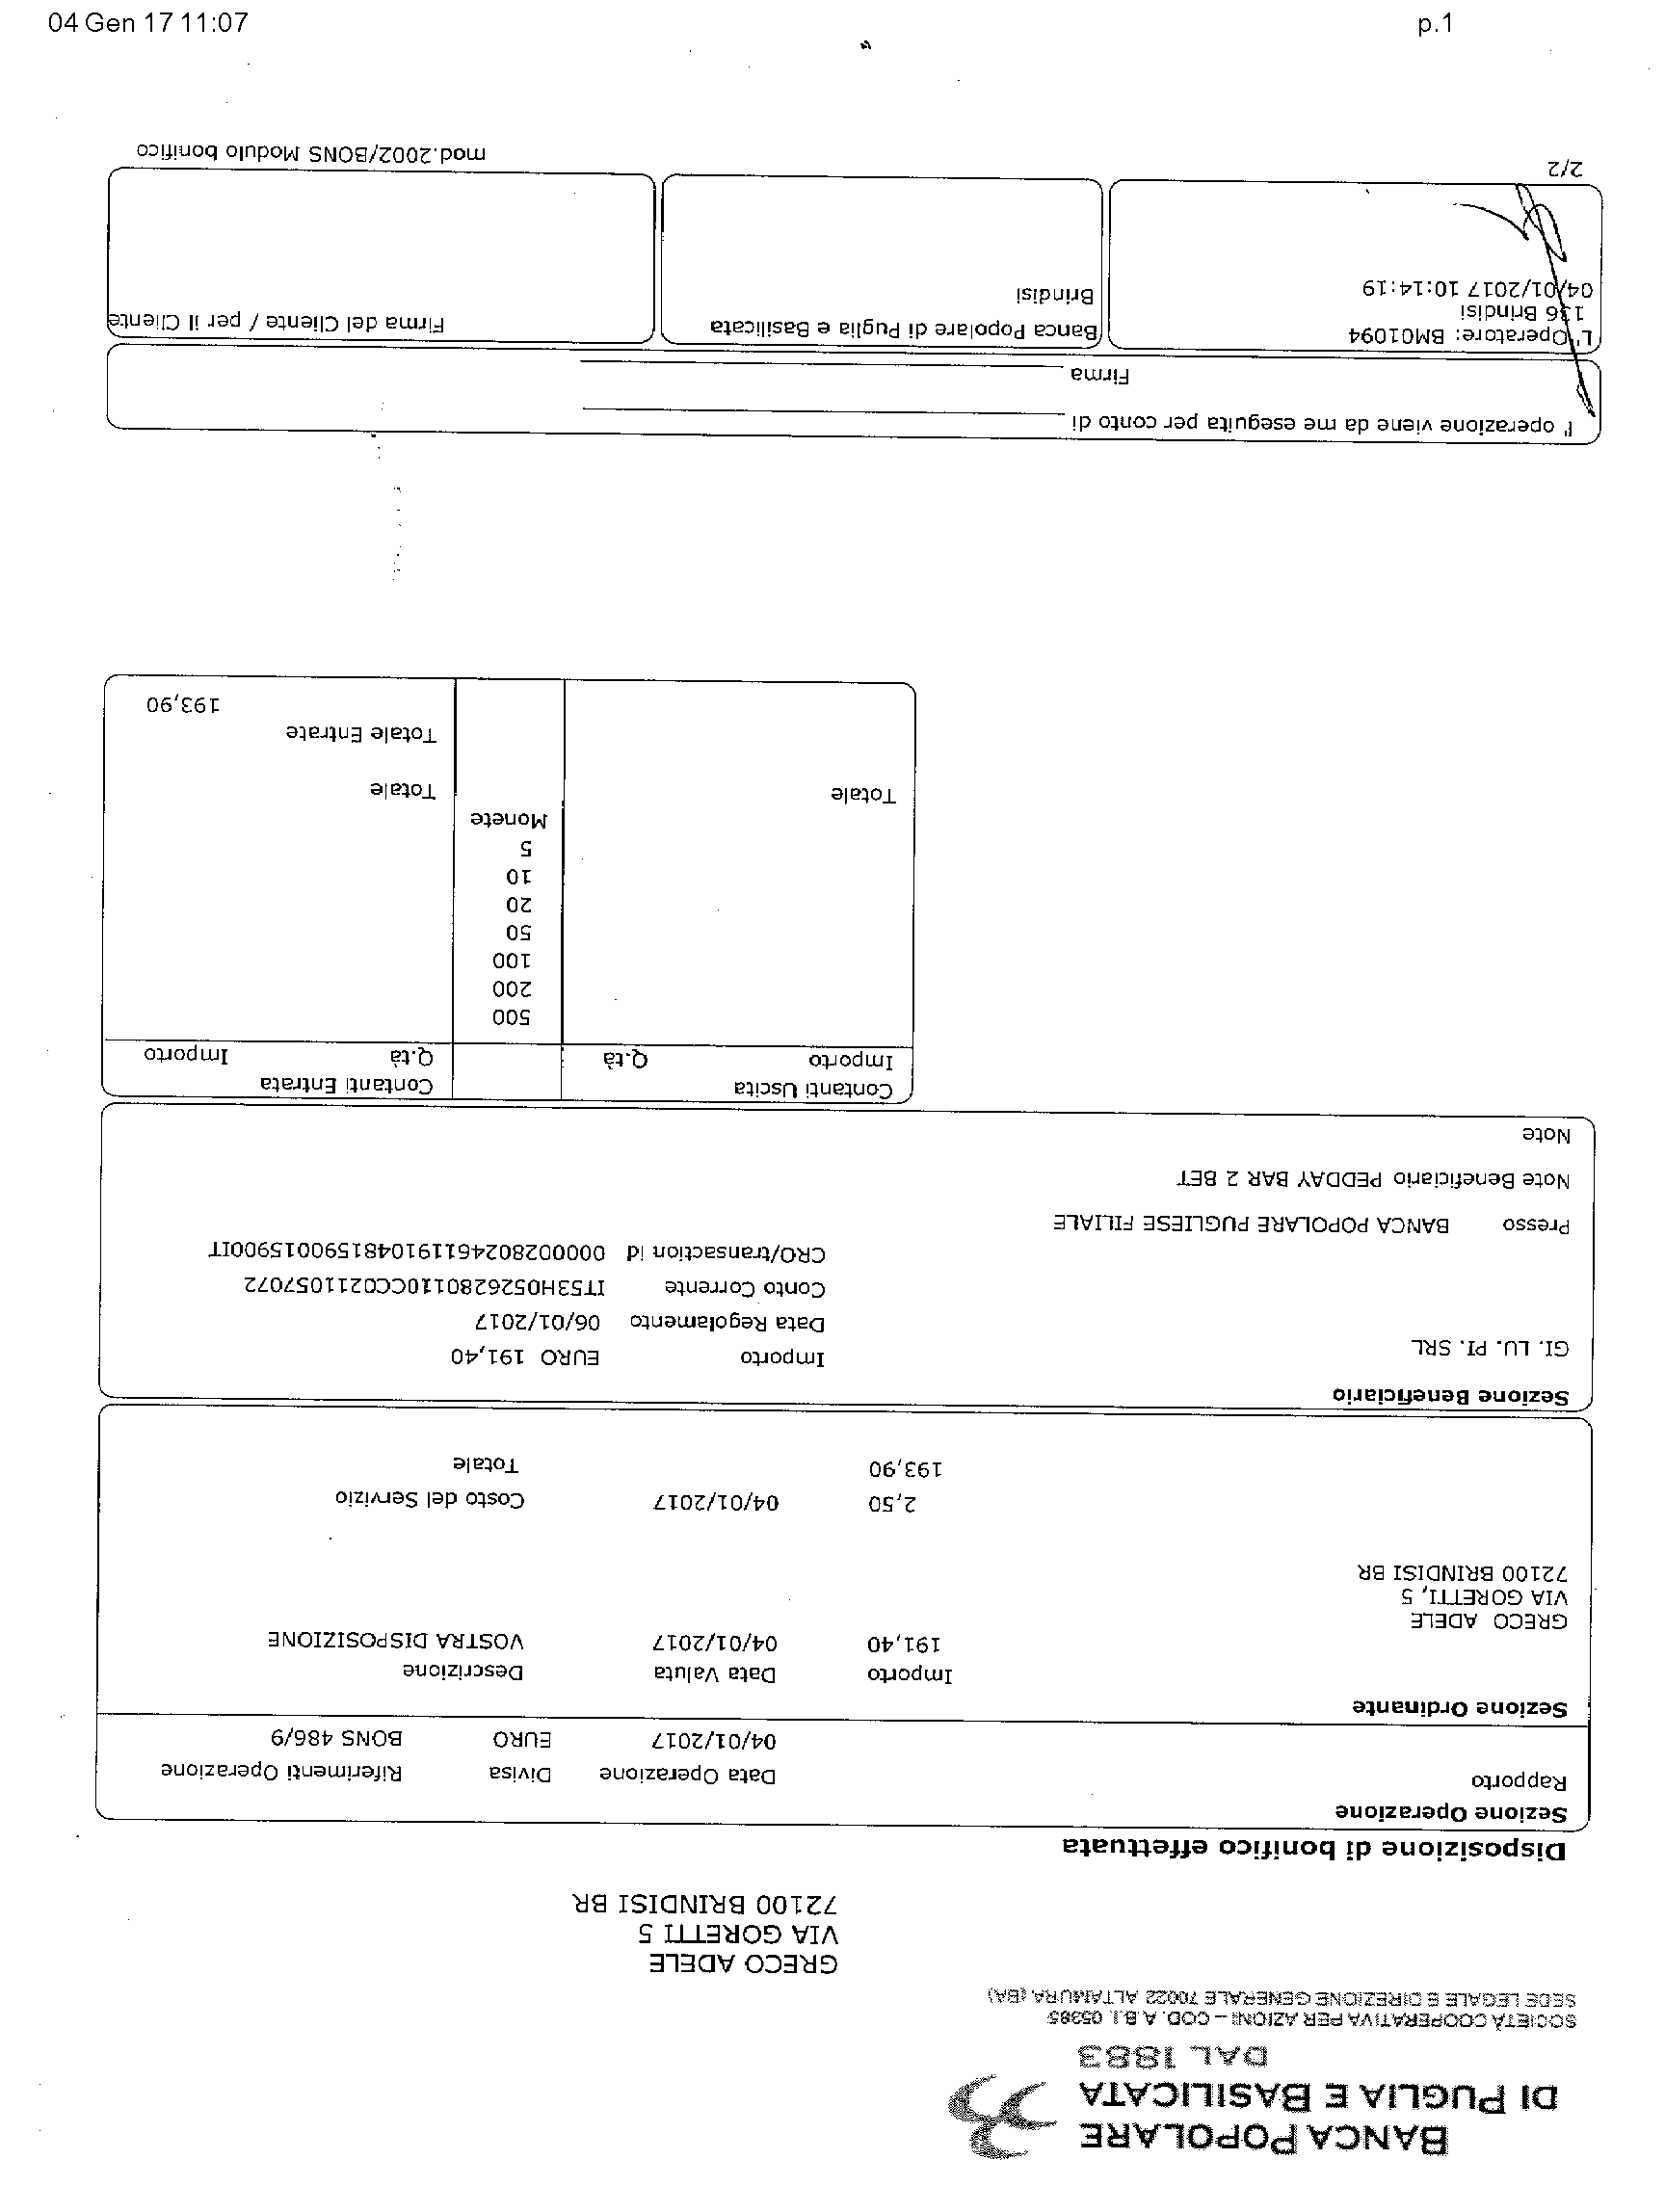 04 Gen 17 11:07 p.1
BANCA POPOLARE
DI PUGLIA E BASILICATA
DAL 1883
SOCIETÀ COOPERATIVA PER AZIONI – COD. A.B.I. 05385
SEDE LEGALE E DIREZIONE GENERALE 70022 ALTAMURA (BA)
GRECO ADELE
VIA GORETTI 5
72100 BRINDISI BR
Disposizione di bonifico effettuata
Sezione Operazione
Rapporto Data Operazione Divisa Riferimenti Operazione
04/01/2017 EURO BONS 486/9
Sezione Ordinante
Importo Data Valuta Descrizione
191,40 04/01/2017 VOSTRA DISPOSIZIONE
GRECO ADELE
VIA GORETTI, 5
72100 BRINDISI BR
2,50 04/01/2017 Costo del Servizio
193,90 Totale
Sezione Beneficiario
GI. LU. PI. SRL Importo EURO 191,40
Data Regolamento 06/01/2017
Conto Corrente IT53H0526280110CC0211057072
CRO/transaction id 0000028024611910481590015900IT
Presso BANCA POPOLARE PUGLIESE FILIALE
Note Beneficiario PEDDAY BAR 2 BET
Note
Contanti Uscita Contanti Entrata
Importo Q.tà Q.tà Importo
500
200
100
50
20
10
5
Monete
Totale Totale
Totale Entrate
193,90
l' operazione viene da me eseguita per conto di
Firma
L'Operatore: BM01094 Banca Popolare di Puglia e Basilicata Firma del Cliente / per il Cliente
136 Brindisi Brindisi
04/01/2017 10:14:19
2/2 mod.2002/BONS Modulo bonifico